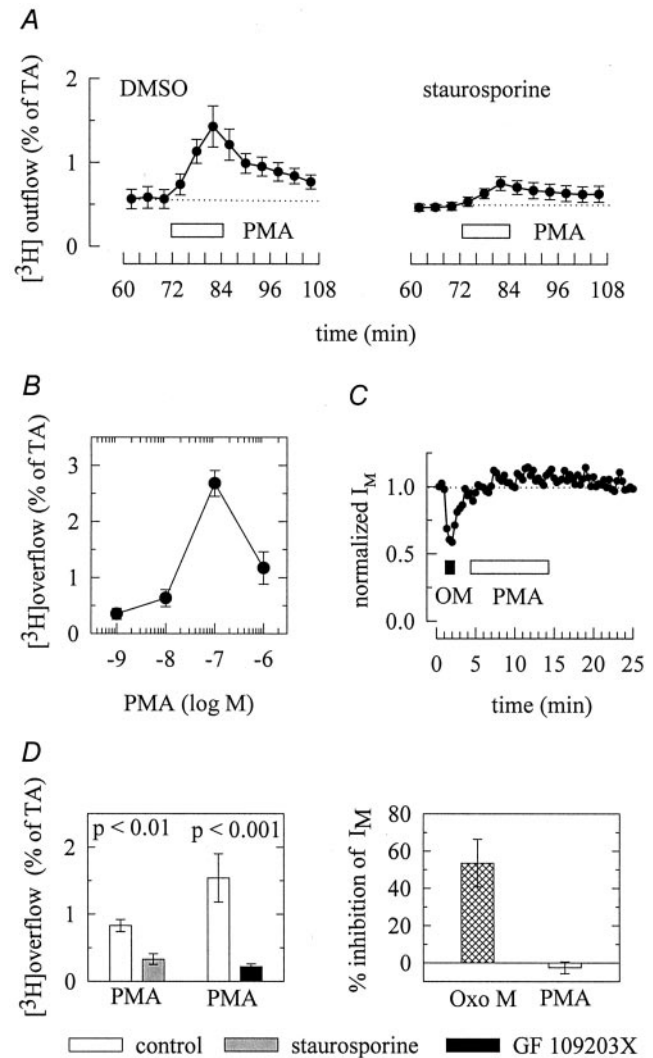 A
[³H] outflow (% of TA)
2
1
0
DMSO
PMA
60 72 84 96 108
staurosporine
PMA
60 72 84 96 108
time (min)
B
[³H]overflow (% of TA)
3
2
1
0
-9 -8 -7 -6
PMA (log M)
C
normalized I_M
1.0
0.5
0.0
OM PMA
0 5 10 15 20 25
time (min)
D
[³H]overflow (% of TA)
2
1
0
p < 0.01 p < 0.001
PMA PMA
% inhibition of I_M
80
60
40
20
0
Oxo M PMA
control staurosporine GF 109203X